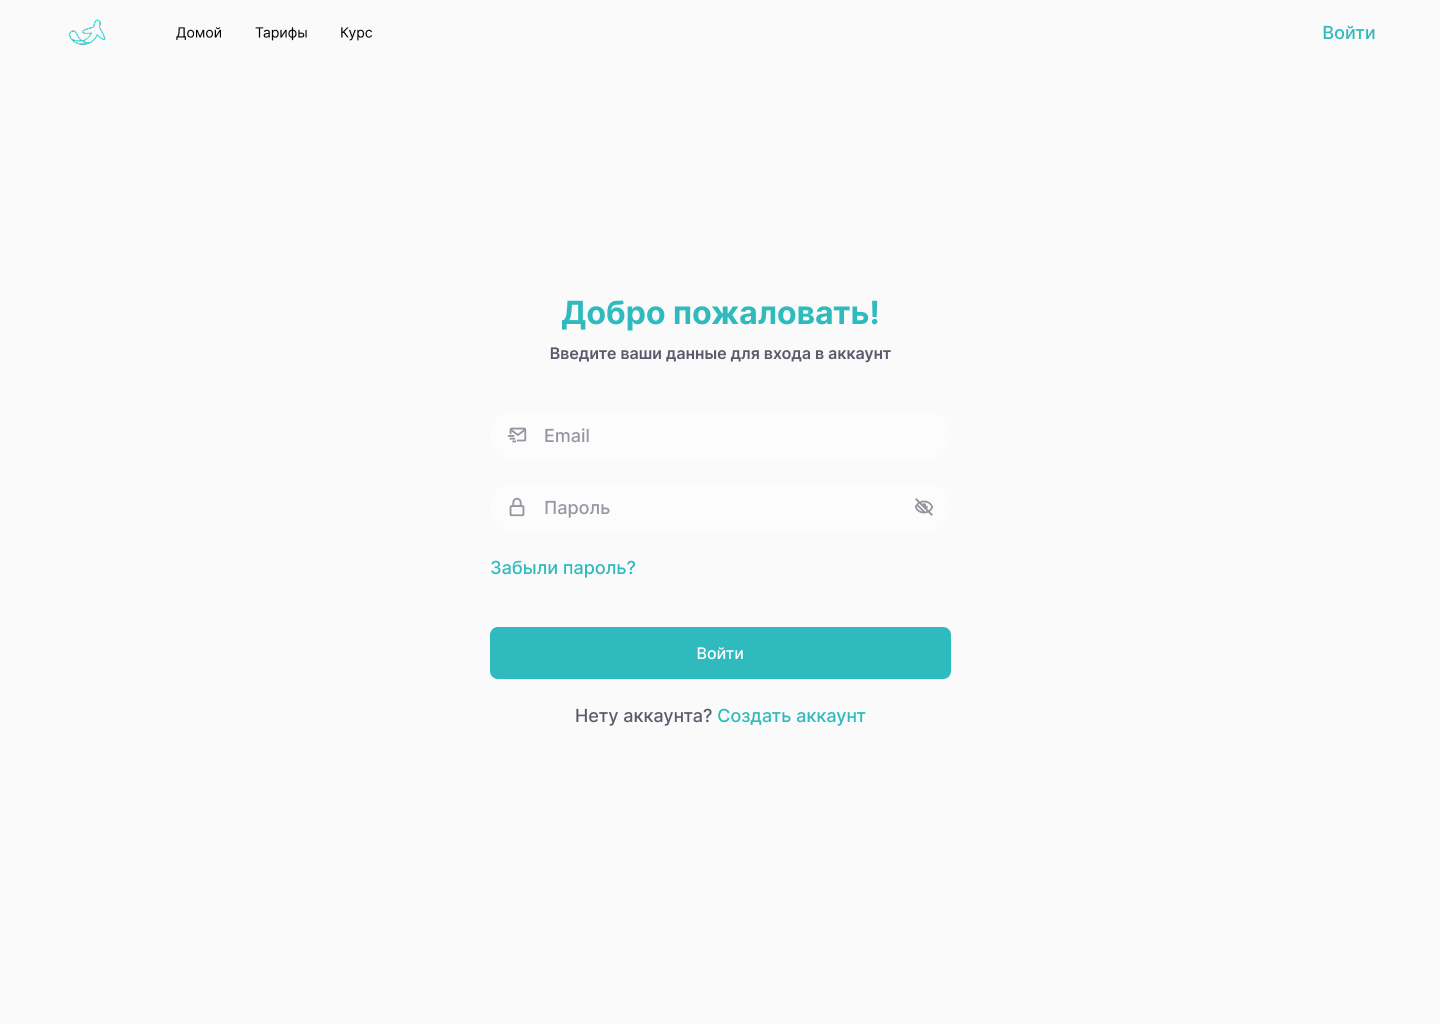 Домой Тарифы Курс Войти
Добро пожаловать!
Введите ваши данные для входа в аккаунт
Email
Пароль
Забыли пароль?
Войти
Нету аккаунта? Создать аккаунт